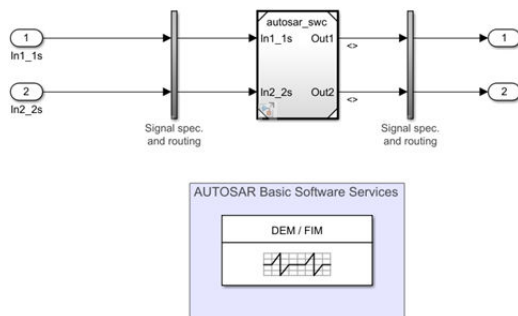 autosar_swc
1
In1_1s
In1_1s
Out1
<>
1
2
In2_2s
In2_2s
Out2
<>
2
Signal spec.
and routing
Signal spec.
and routing
AUTOSAR Basic Software Services
DEM / FIM